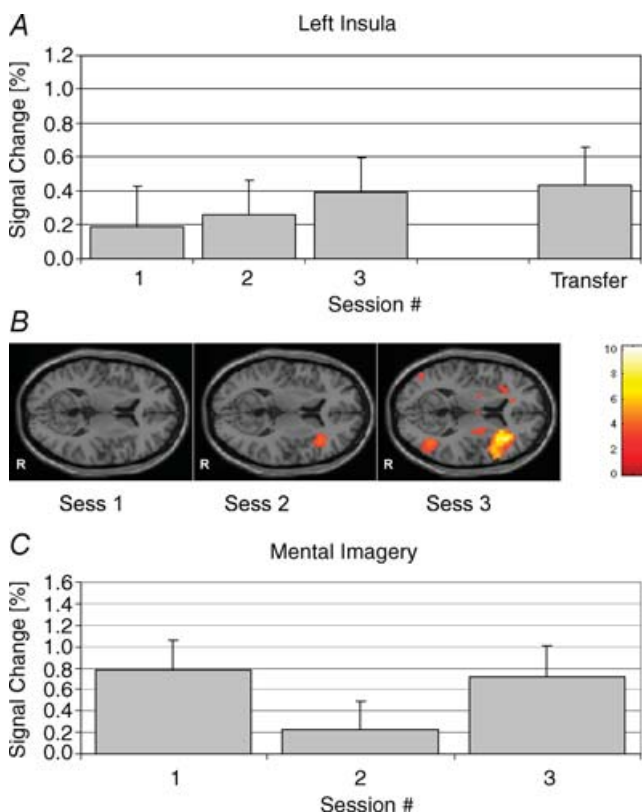 A
Left Insula
Signal Change [%]
1.2
1.0
0.8
0.6
0.4
0.2
0.0
1 2 3 Transfer
Session #
B
R R R
10
8
6
4
2
0
Sess 1 Sess 2 Sess 3
C
Mental Imagery
Signal Change [%]
1.6
1.4
1.2
1.0
0.8
0.6
0.4
0.2
0.0
1 2 3
Session #